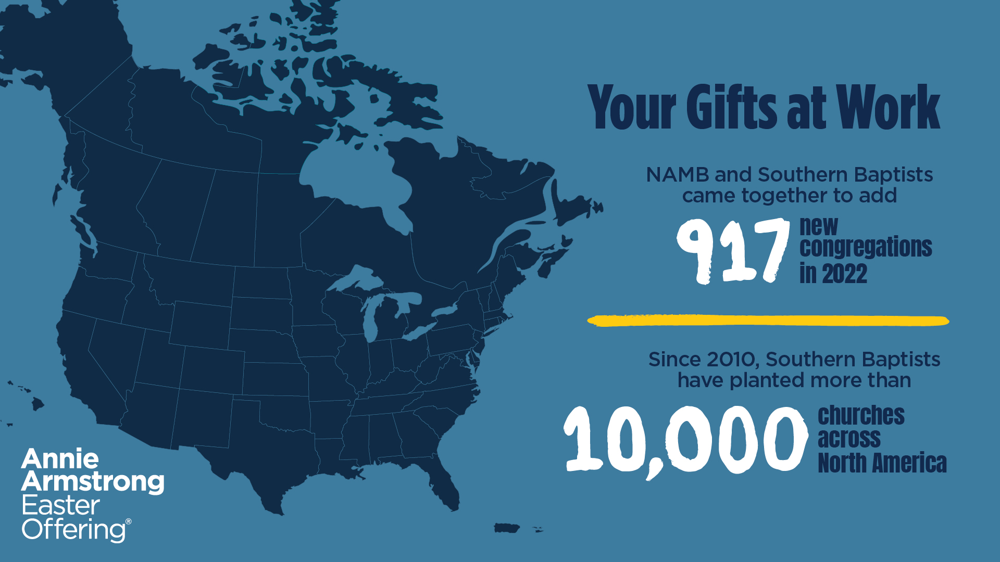 Your Gifts at Work
NAMB and Southern Baptists
came together to add
917 new
congregations
in 2022
Since 2010, Southern Baptists
have planted more than
10,000 churches
across
North America
Annie
Armstrong
Easter
Offering®